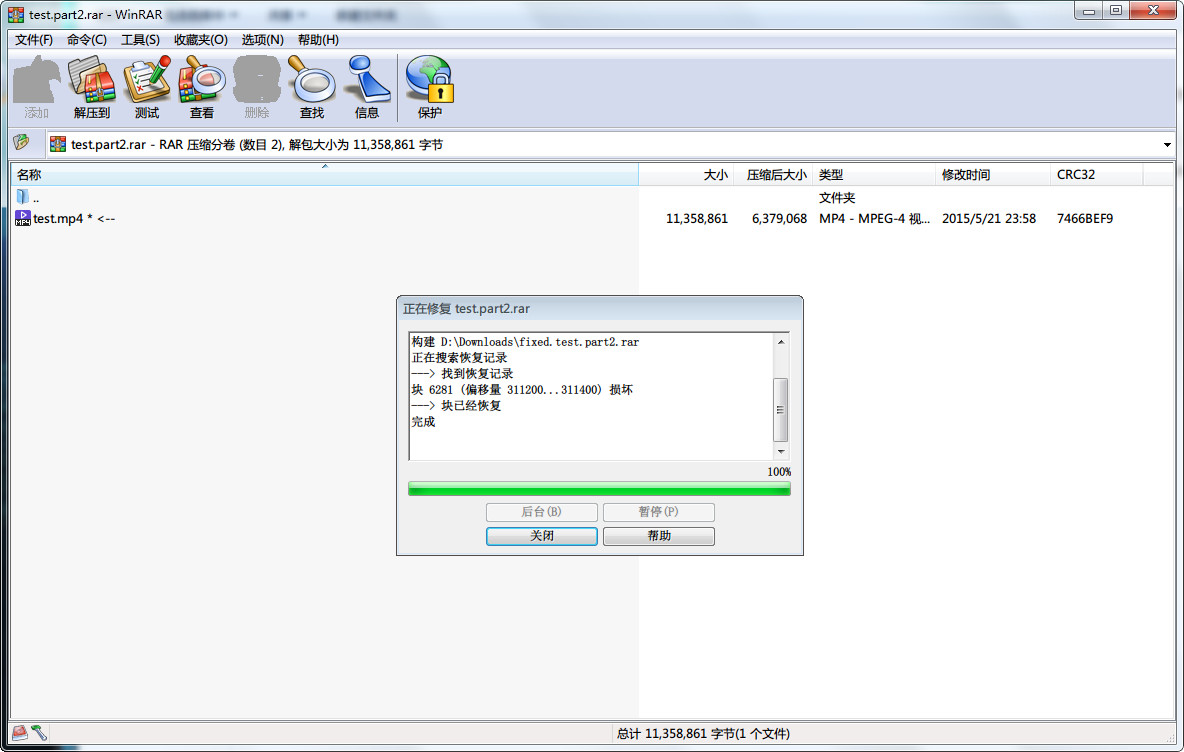 test.part2.rar - WinRAR
文件(F) 命令(C) 工具(S) 收藏夹(O) 选项(N) 帮助(H)
添加 解压到 测试 查看 删除 查找 信息 保护
test.part2.rar - RAR 压缩分卷 (数目 2), 解包大小为 11,358,861 字节
名称 大小 压缩后大小 类型 修改时间 CRC32
.. 文件夹
test.mp4 * <-- 11,358,861 6,379,068 MP4 - MPEG-4 视... 2015/5/21 23:58 7466BEF9
正在修复 test.part2.rar
构建 D:\Downloads\fixed.test.part2.rar
正在搜索恢复记录
---> 找到恢复记录
块 6281 (偏移量 311200...311400) 损坏
---> 块已经恢复
完成
100%
后台(B) 暂停(P)
关闭 帮助
总计 11,358,861 字节(1 个文件)